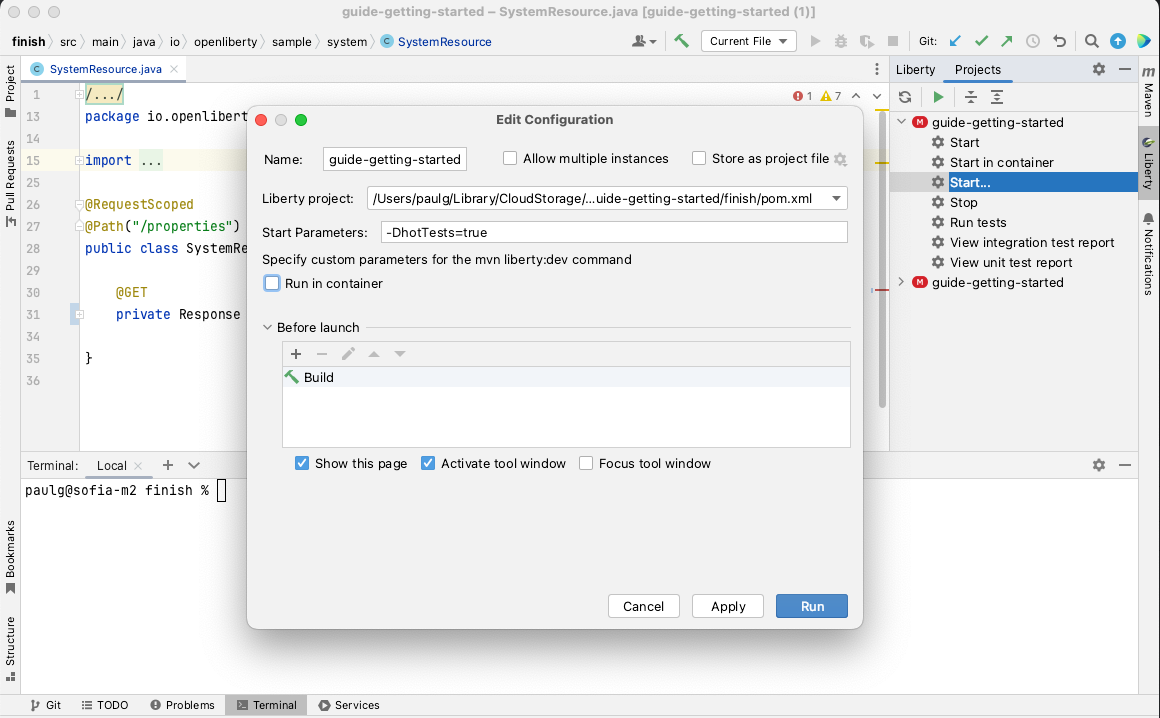 guide-getting-started – SystemResource.java [guide-getting-started (1)]
finish src main java io openliberty sample system SystemResource
Current File
Git:
Project
Pull Requests
Bookmarks
Structure
SystemResource.java
1 /.../
13 package io.openlibert
14
15 import ...
25
26 @RequestScoped
27 @Path("/properties")
28 public class SystemRe
29
30 @GET
31 private Response
34
35 }
36
1 7
Edit Configuration
Name: guide-getting-started Allow multiple instances Store as project file
Liberty project: /Users/paulg/Library/CloudStorage/...uide-getting-started/finish/pom.xml
Start Parameters: -DhotTests=true
Specify custom parameters for the mvn liberty:dev command
Run in container
Before launch
Build
Show this page Activate tool window Focus tool window
Cancel Apply Run
Liberty Projects
guide-getting-started
Start
Start in container
Start...
Stop
Run tests
View integration test report
View unit test report
guide-getting-started
m
Maven
Liberty
Notifications
Terminal: Local
paulg@sofia-m2 finish %
Git TODO Problems Terminal Services